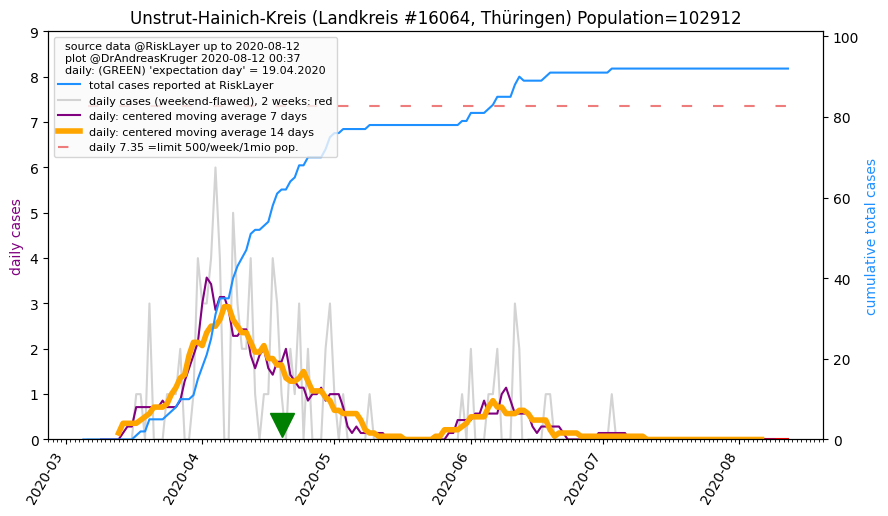 Unstrut-Hainich-Kreis (Landkreis #16064, Thüringen) Population=102912
source data @RiskLayer up to 2020-08-12
plot @DrAndreasKruger 2020-08-12 00:37
daily: (GREEN) 'expectation day' = 19.04.2020
total cases reported at RiskLayer
daily cases (weekend-flawed), 2 weeks: red
daily: centered moving average 7 days
daily: centered moving average 14 days
daily 7.35 =limit 500/week/1mio pop.
daily cases
9
8
7
6
5
4
3
2
1
0
100
80
60
40
20
0
cumulative total cases
2020-03
2020-04
2020-05
2020-06
2020-07
2020-08